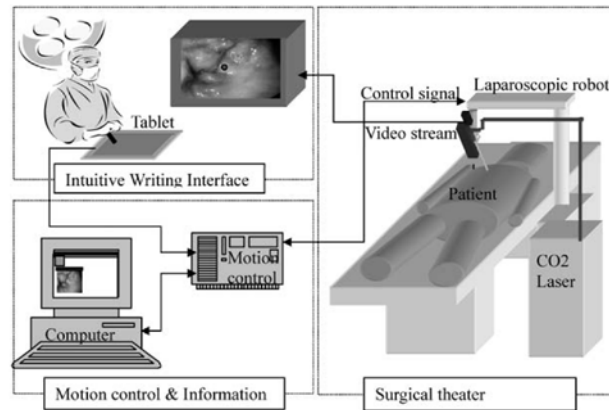 Tablet
Intuitive Writing Interface
Control signal
Laparoscopic robot
Video stream
Patient
CO2
Laser
Motion
control
Computer
Motion control & Information
Surgical theater